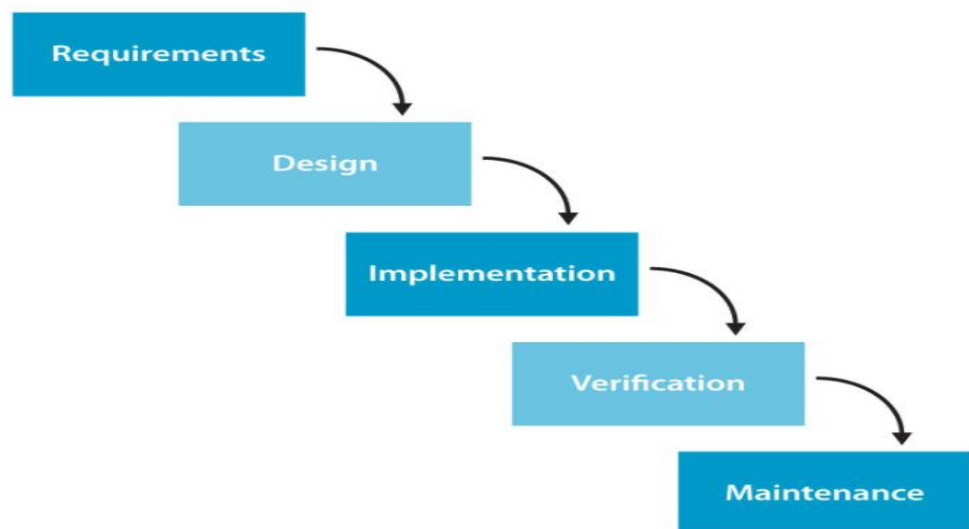 Requirements
Design
Implementation
Verification
Maintenance